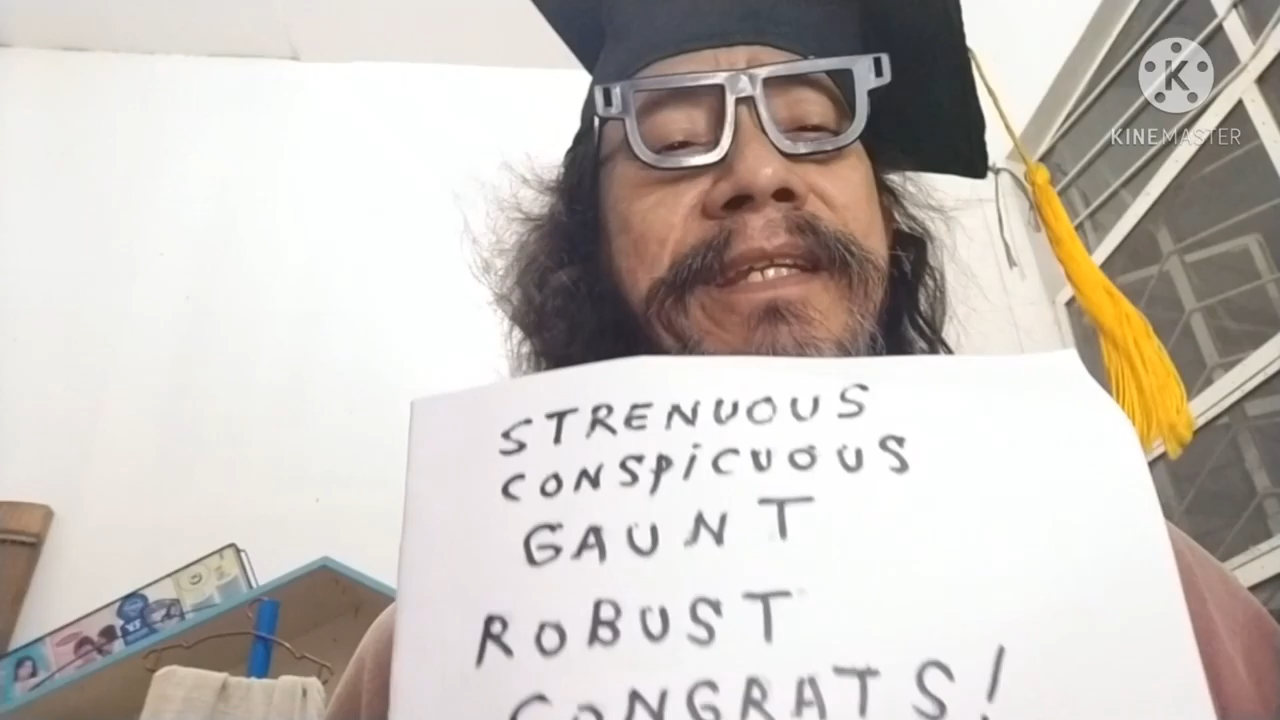 K
KINEMASTER
STRENUOUS
CONSPiCUOUS
GAUNT
ROBUST
CONGRATS!